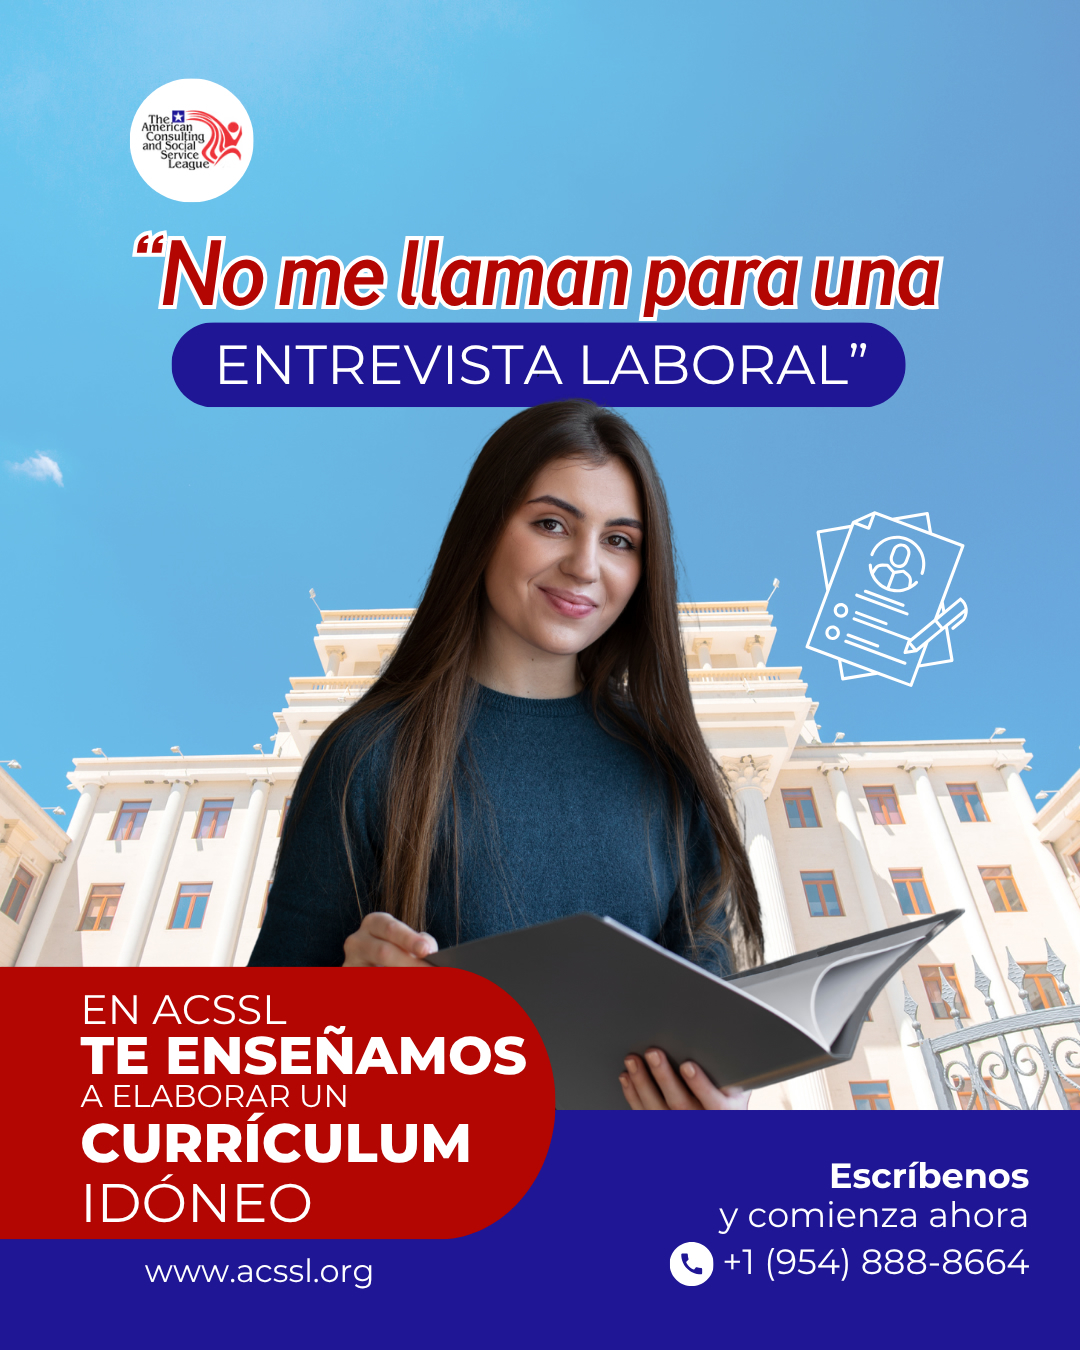 The
American
Consulting
and Social
Service
League
“No me llaman para una
ENTREVISTA LABORAL”
EN ACSSL
TE ENSEÑAMOS
A ELABORAR UN
CURRÍCULUM
IDÓNEO
www.acssl.org
Escríbenos
y comienza ahora
+1 (954) 888-8664